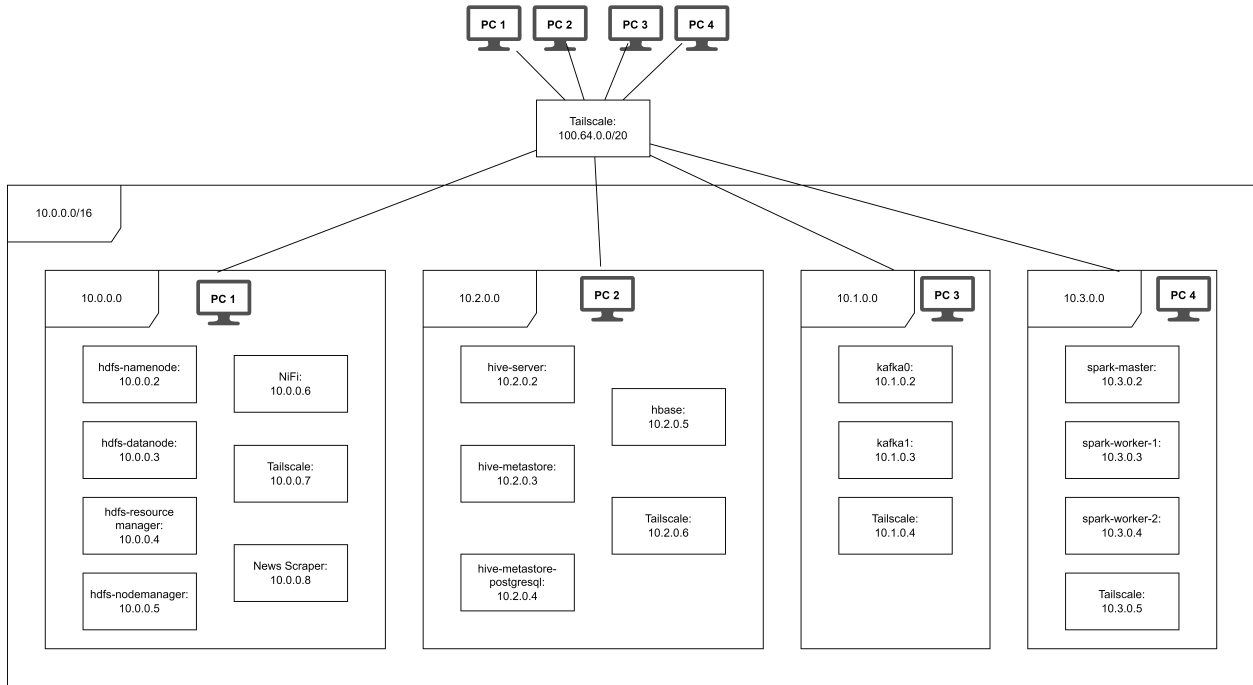 PC 1
PC 2
PC 3
PC 4
Tailscale:
100.64.0.0/20
10.0.0.0/16
10.0.0.0
PC 1
hdfs-namenode:
10.0.0.2
hdfs-datanode:
10.0.0.3
hdfs-resource
manager:
10.0.0.4
hdfs-nodemanager:
10.0.0.5
NiFi:
10.0.0.6
Tailscale:
10.0.0.7
News Scraper:
10.0.0.8
10.2.0.0
PC 2
hive-server:
10.2.0.2
hive-metastore:
10.2.0.3
hive-metastore-
postgresql:
10.2.0.4
hbase:
10.2.0.5
Tailscale:
10.2.0.6
10.1.0.0
PC 3
kafka0:
10.1.0.2
kafka1:
10.1.0.3
Tailscale:
10.1.0.4
10.3.0.0
PC 4
spark-master:
10.3.0.2
spark-worker-1:
10.3.0.3
spark-worker-2:
10.3.0.4
Tailscale:
10.3.0.5